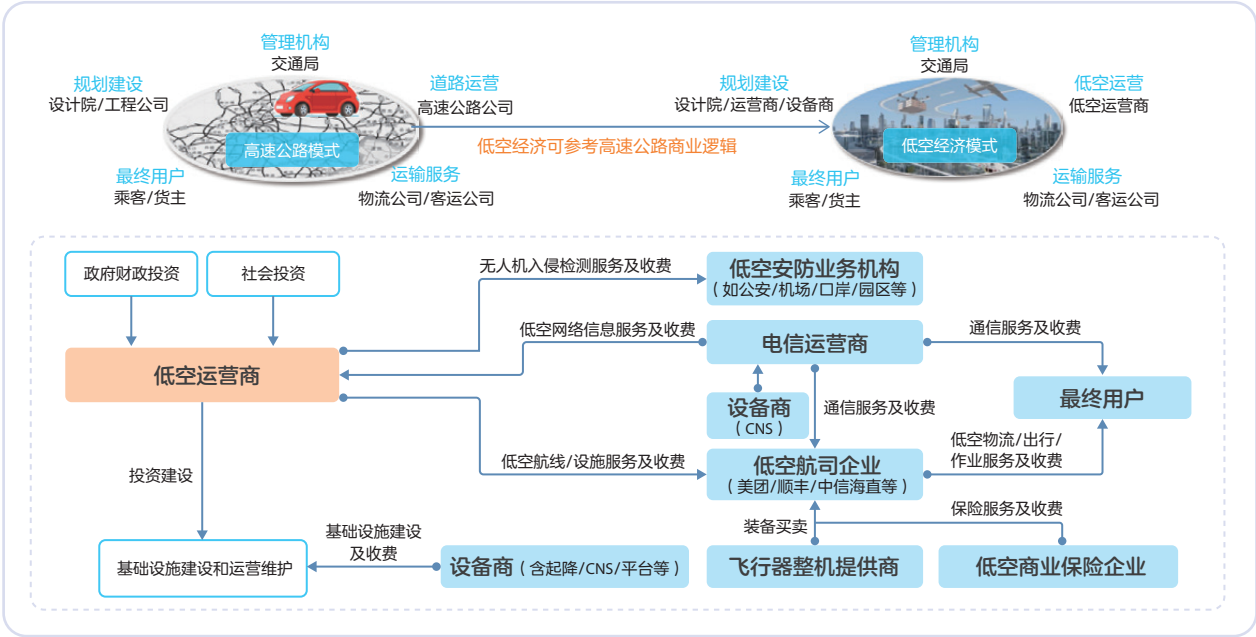 管理机构
交通局
规划建设
设计院/工程公司
道路运营
高速公路公司
高速公路模式
最终用户
乘客/货主
运输服务
物流公司/客运公司
低空经济可参考高速公路商业逻辑
管理机构
交通局
规划建设
设计院/运营商/设备商
低空运营
低空运营商
低空经济模式
最终用户
乘客/货主
运输服务
物流公司/客运公司
政府财政投资
社会投资
无人机入侵检测服务及收费
低空安防业务机构
（如公安/机场/口岸/园区等）
低空网络信息服务及收费
电信运营商
通信服务及收费
低空运营商
设备商
（CNS）
通信服务及收费
最终用户
投资建设
低空航线/设施服务及收费
低空航司企业
（美团/顺丰/中信海直等）
低空物流/出行/
作业服务及收费
装备买卖
保险服务及收费
基础设施建设
及收费
基础设施建设和运营维护
设备商（含起降/CNS/平台等）
飞行器整机提供商
低空商业保险企业